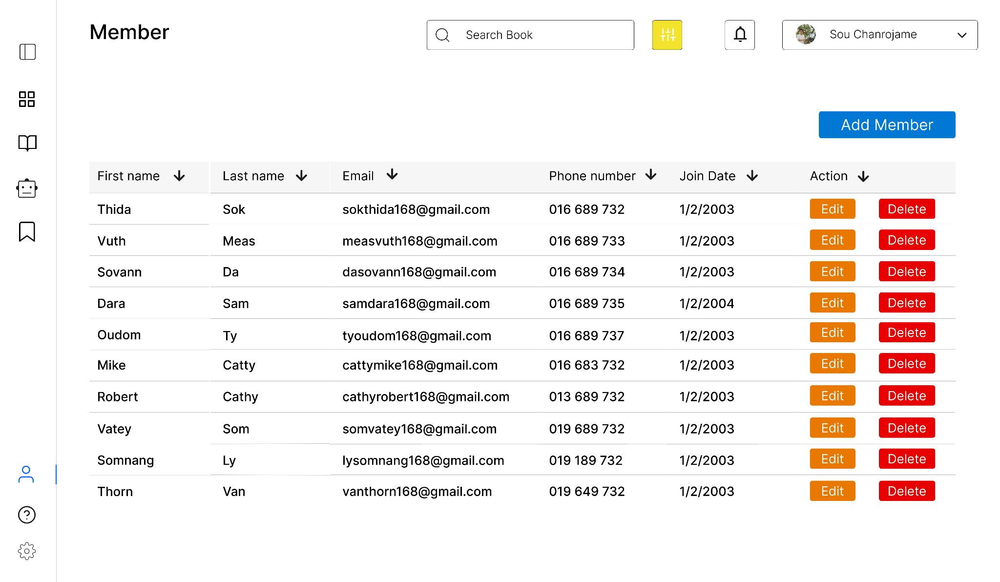 Member
Search Book
Sou Chanrojame
Add Member
First name Last name Email Phone number Join Date Action
Thida Sok sokthida168@gmail.com 016 689 732 1/2/2003 Edit Delete
Vuth Meas measvuth168@gmail.com 016 689 733 1/2/2003 Edit Delete
Sovann Da dasovann168@gmail.com 016 689 734 1/2/2003 Edit Delete
Dara Sam samdara168@gmail.com 016 689 735 1/2/2004 Edit Delete
Oudom Ty tyoudom168@gmail.com 016 689 737 1/2/2003 Edit Delete
Mike Catty cattymike168@gmail.com 016 683 732 1/2/2003 Edit Delete
Robert Cathy cathyrobert168@gmail.com 013 689 732 1/2/2003 Edit Delete
Vatey Som somvatey168@gmail.com 019 689 732 1/2/2003 Edit Delete
Somnang Ly lysomnang168@gmail.com 019 189 732 1/2/2003 Edit Delete
Thorn Van vanthorn168@gmail.com 019 649 732 1/2/2003 Edit Delete